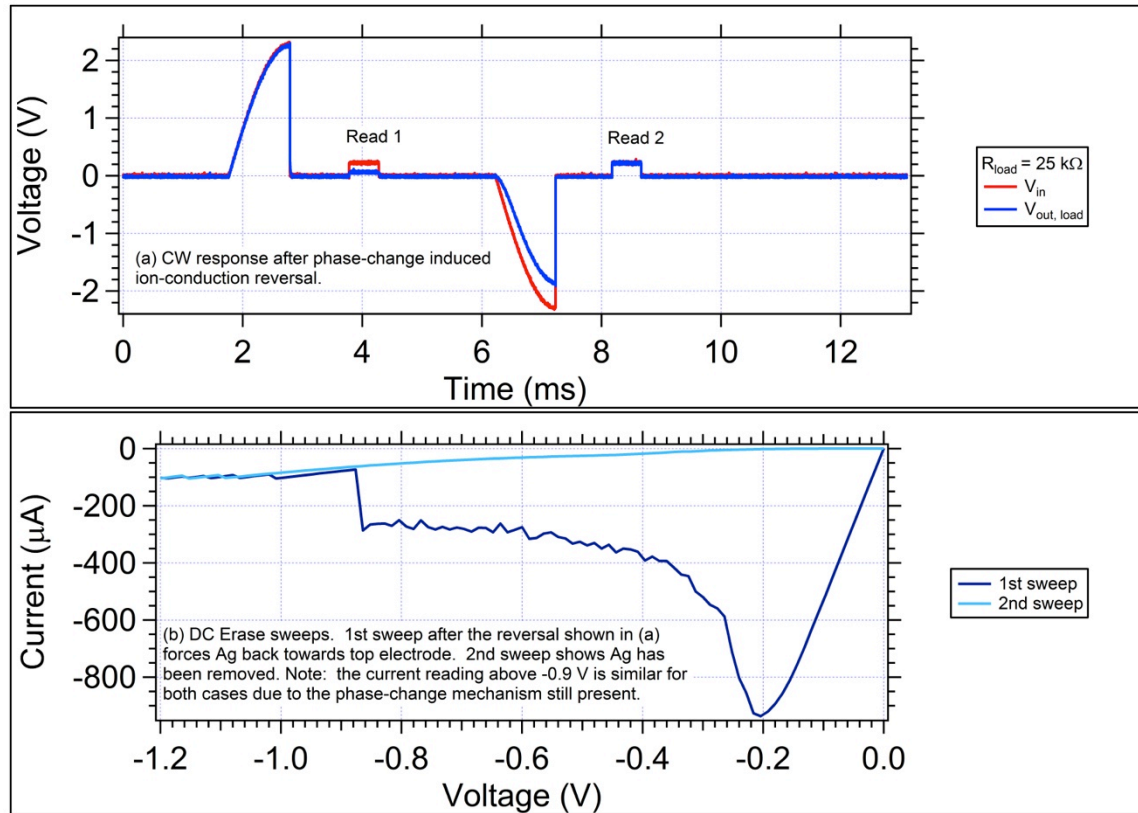 2
1
0
-1
-2
Voltage (V)
Read 1
Read 2
(a) CW response after phase-change induced
ion-conduction reversal.
0 2 4 6 8 10 12
Time (ms)
R_load = 25 kΩ
V_in
V_out, load
0
-200
-400
-600
-800
Current (µA)
(b) DC Erase sweeps. 1st sweep after the reversal shown in (a)
forces Ag back towards top electrode. 2nd sweep shows Ag has
been removed. Note: the current reading above -0.9 V is similar for
both cases due to the phase-change mechanism still present.
-1.2 -1.0 -0.8 -0.6 -0.4 -0.2 0.0
Voltage (V)
1st sweep
2nd sweep